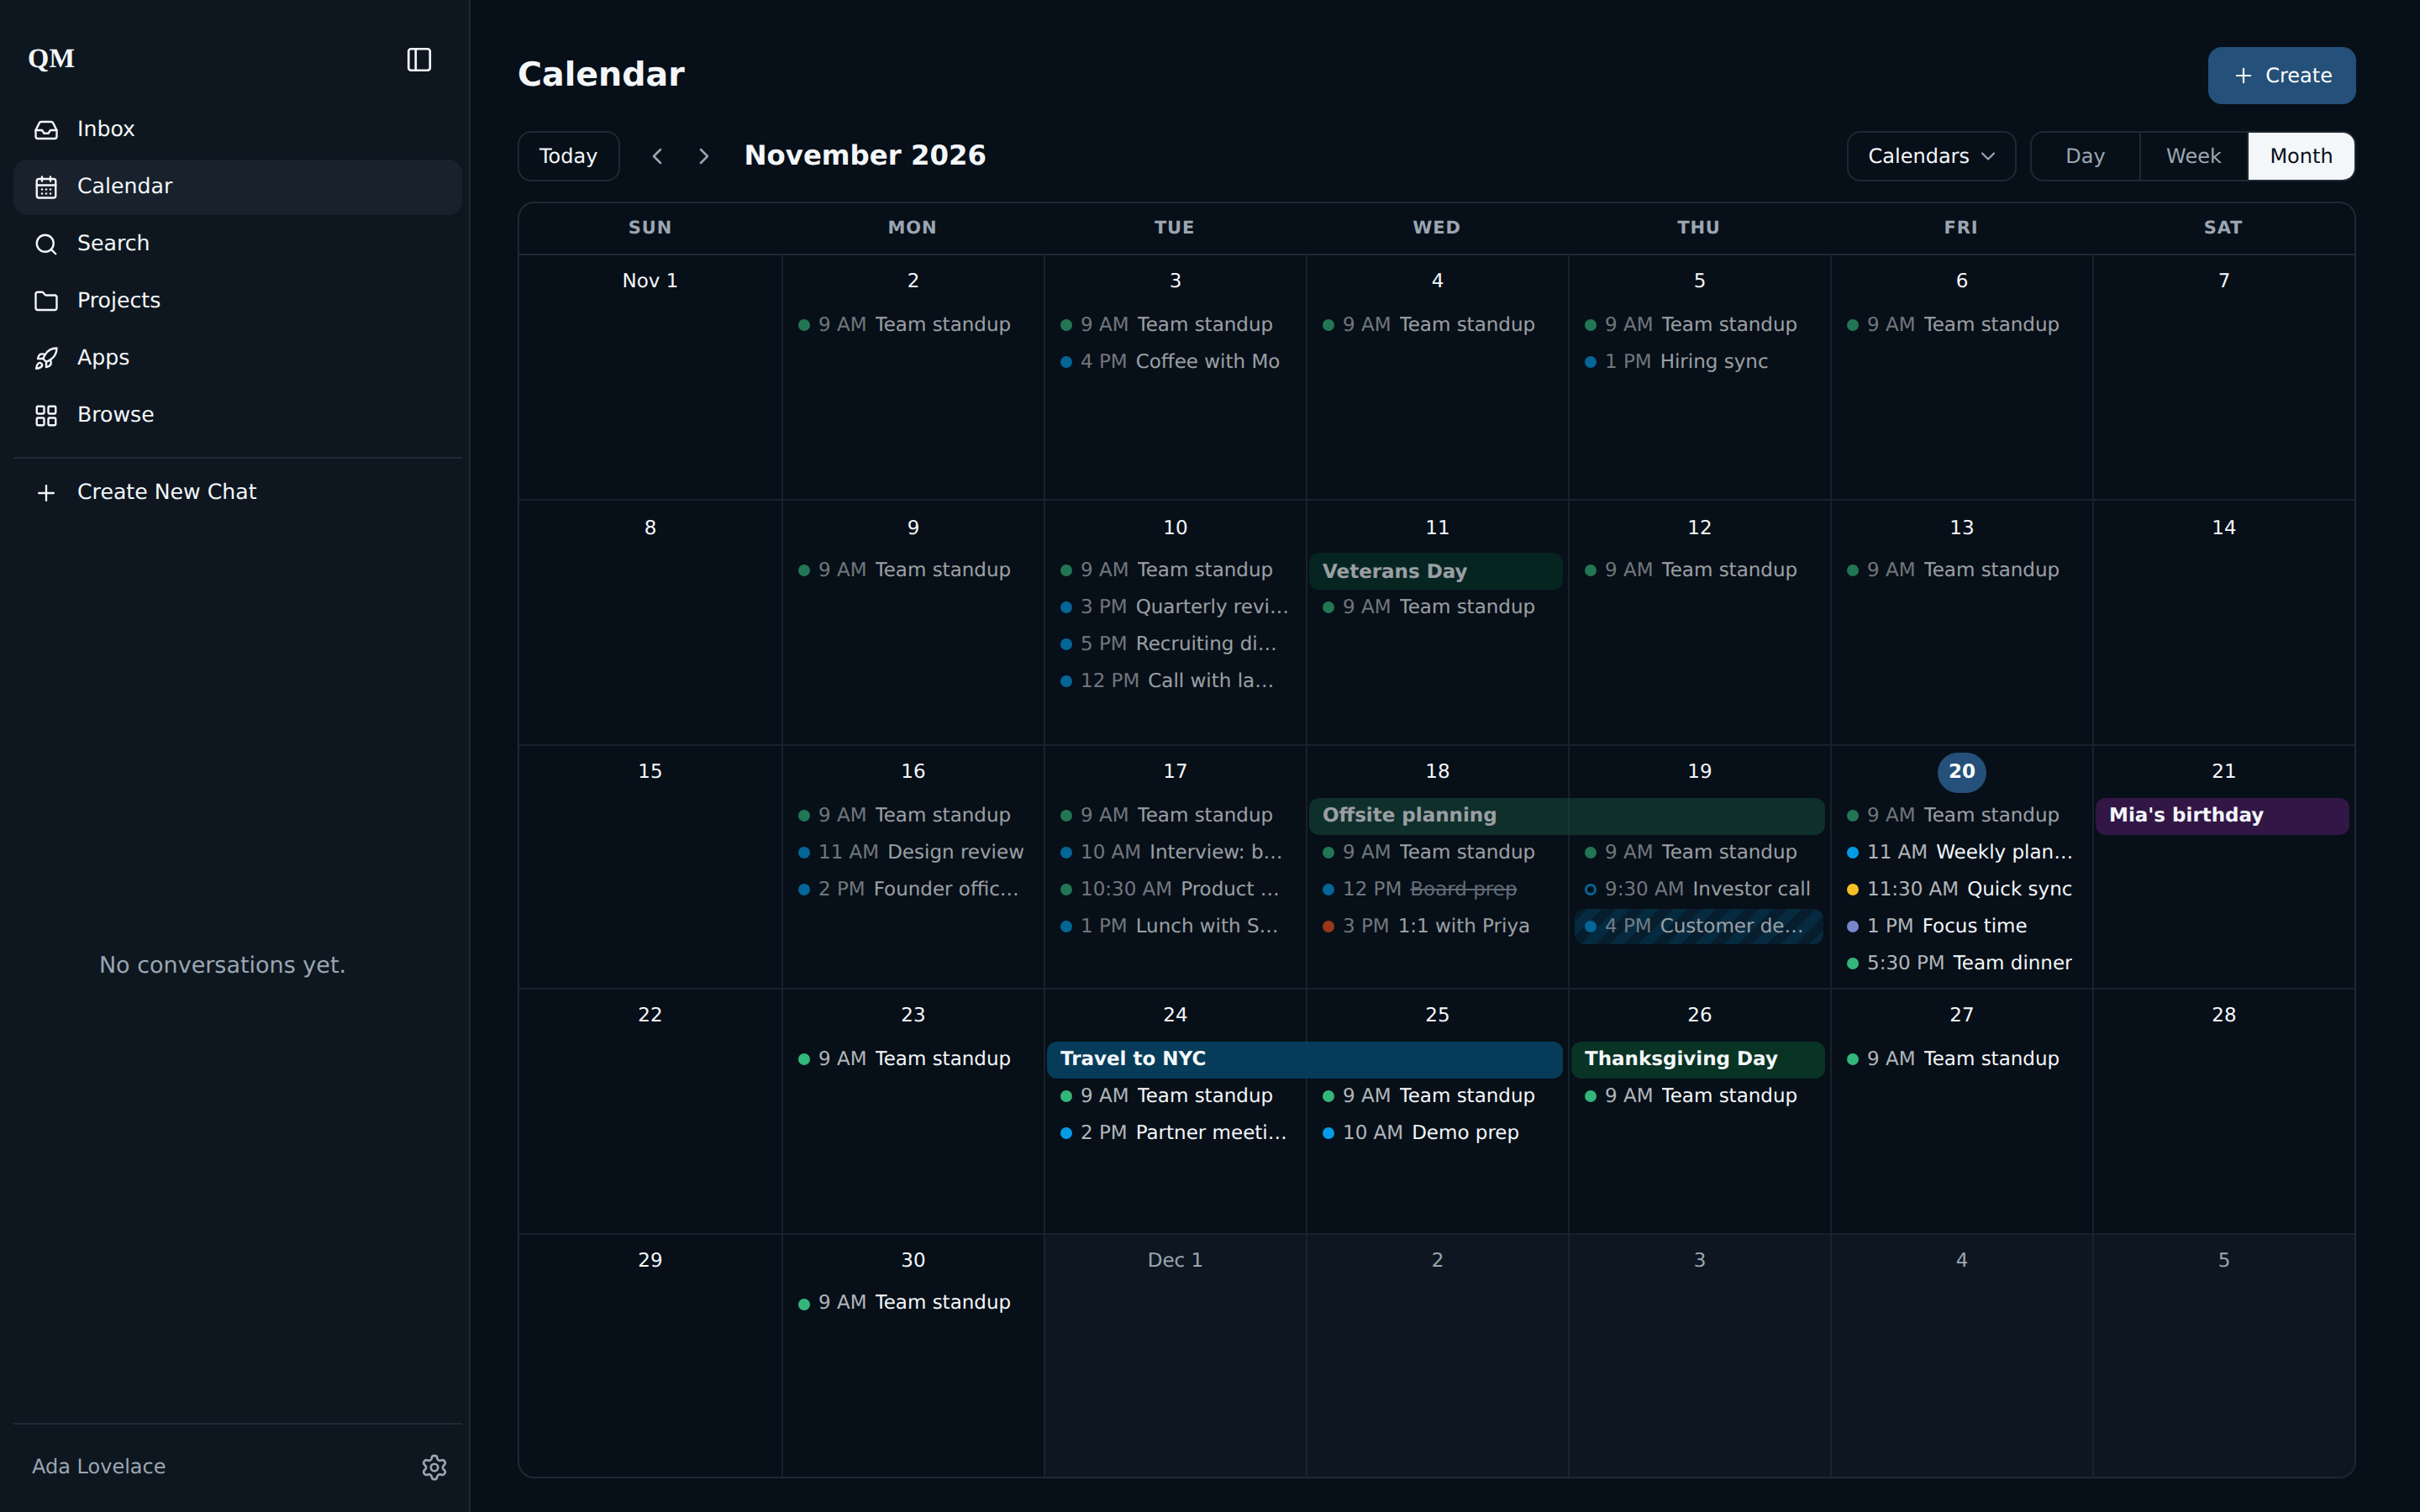 QM
Inbox
Calendar
Search
Projects
Apps
Browse
Create New Chat
No conversations yet.
Ada Lovelace
Calendar
Create
Today
November 2026
Calendars
Day
Week
Month
SUN
MON
TUE
WED
THU
FRI
SAT
Nov 1
2
9 AM Team standup
3
9 AM Team standup
4 PM Coffee with Mo
4
9 AM Team standup
5
9 AM Team standup
1 PM Hiring sync
6
9 AM Team standup
7
8
9
9 AM Team standup
10
9 AM Team standup
3 PM Quarterly revi…
5 PM Recruiting di…
12 PM Call with la…
11
Veterans Day
9 AM Team standup
12
9 AM Team standup
13
9 AM Team standup
14
15
16
9 AM Team standup
11 AM Design review
2 PM Founder offic…
17
9 AM Team standup
10 AM Interview: b…
10:30 AM Product …
1 PM Lunch with S…
18
Offsite planning
9 AM Team standup
12 PM Board prep
3 PM 1:1 with Priya
19
9 AM Team standup
9:30 AM Investor call
4 PM Customer de…
20
9 AM Team standup
11 AM Weekly plan…
11:30 AM Quick sync
1 PM Focus time
5:30 PM Team dinner
21
Mia's birthday
22
23
9 AM Team standup
24
Travel to NYC
9 AM Team standup
2 PM Partner meeti…
25
9 AM Team standup
10 AM Demo prep
26
Thanksgiving Day
9 AM Team standup
27
9 AM Team standup
28
29
30
9 AM Team standup
Dec 1
2
3
4
5